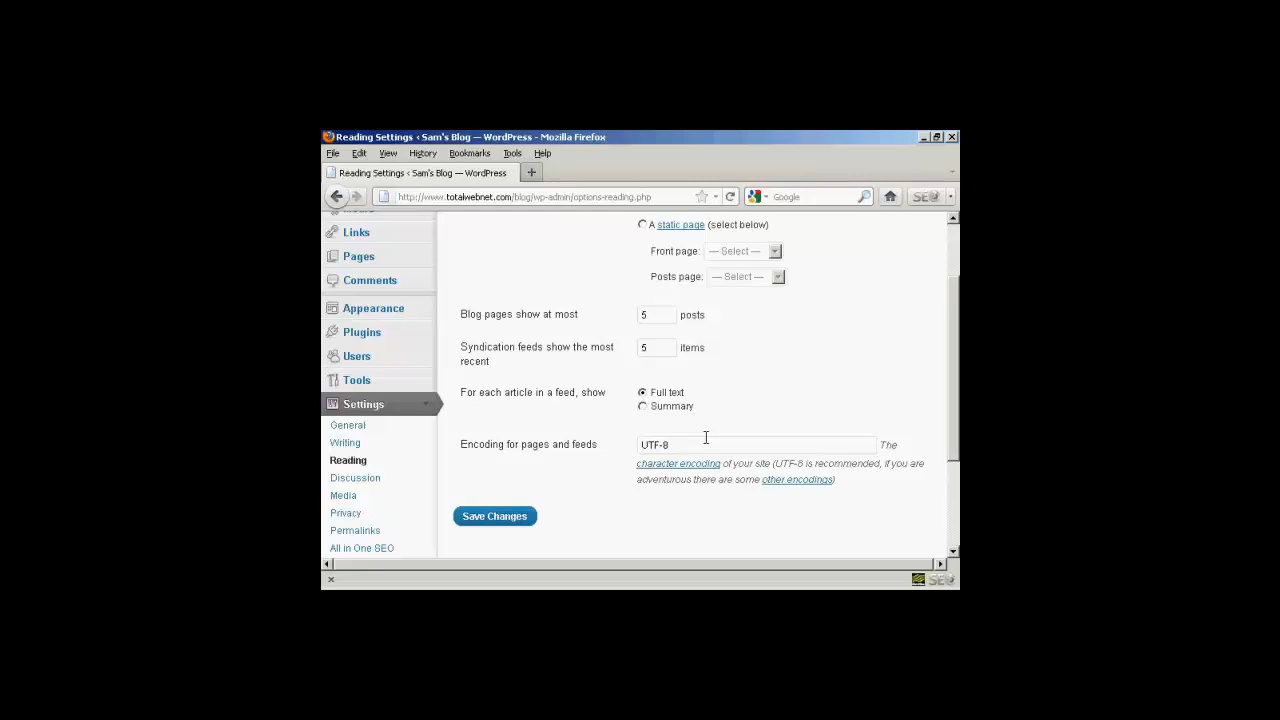 Reading Settings ‹ Sam's Blog — WordPress - Mozilla Firefox
File Edit View History Bookmarks Tools Help
Reading Settings ‹ Sam's Blog — WordPress
http://www.totalwebnet.com/blog/wp-admin/options-reading.php
Google
SEO
Links
Pages
Comments
Appearance
Plugins
Users
Tools
Settings
General
Writing
Reading
Discussion
Media
Privacy
Permalinks
All in One SEO
A static page (select below)
Front page: — Select —
Posts page: — Select —
Blog pages show at most 5 posts
Syndication feeds show the most
recent
5 items
For each article in a feed, show
Full text
Summary
Encoding for pages and feeds UTF-8 The
character encoding of your site (UTF-8 is recommended, if you are
adventurous there are some other encodings)
Save Changes
SEO